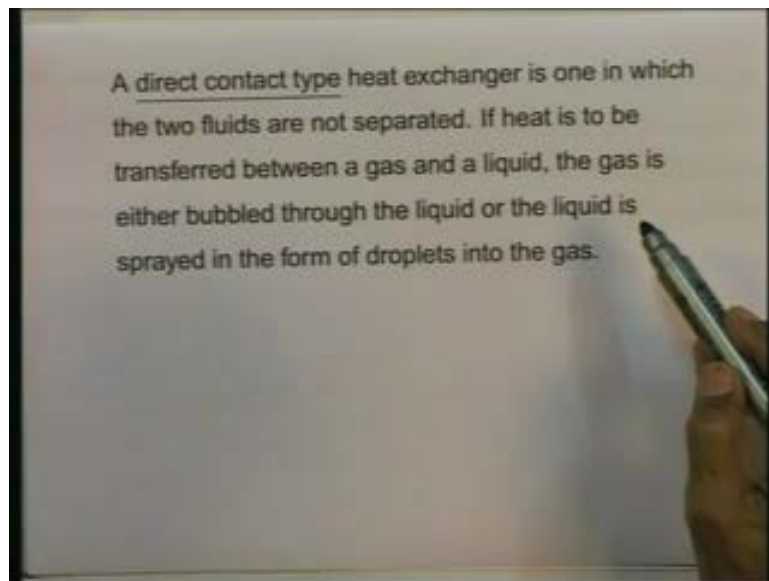 A direct contact type heat exchanger is one in which
the two fluids are not separated. If heat is to be
transferred between a gas and a liquid, the gas is
either bubbled through the liquid or the liquid is
sprayed in the form of droplets into the gas.